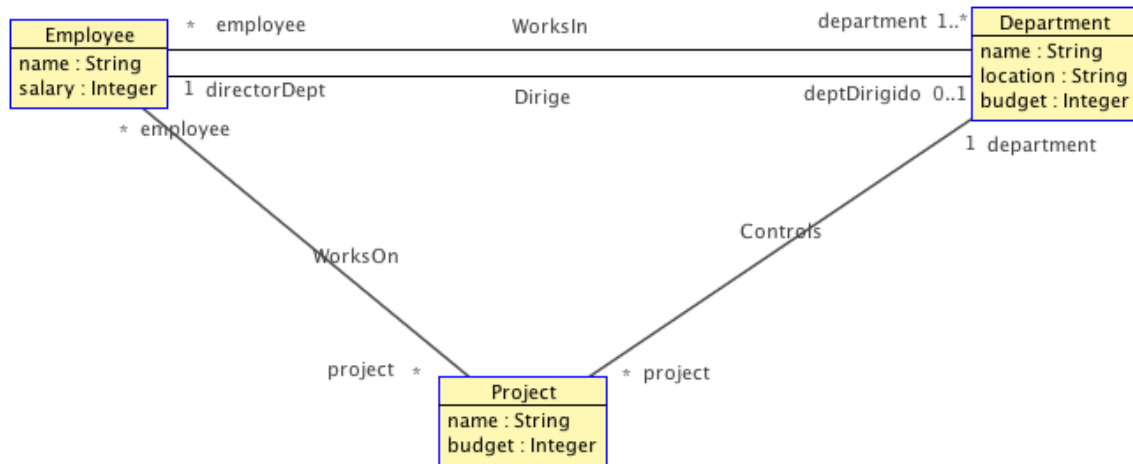 * employee
WorksIn
department 1..*
Employee
name : String
salary : Integer
Department
name : String
location : String
budget : Integer
1 directorDept
Dirige
deptDirigido 0..1
* employee
1 department
Controls
WorksOn
project *
* project
Project
name : String
budget : Integer